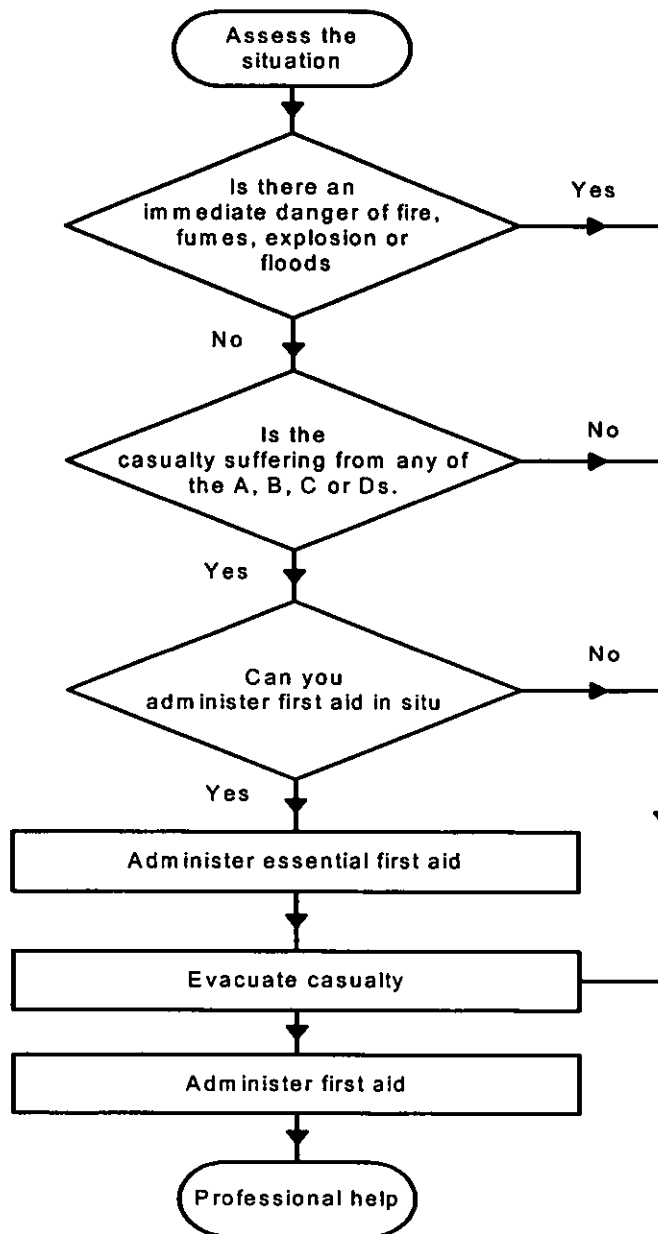 Assess the
situation
Is there an
immediate danger of fire,
fumes, explosion or
floods
Yes
No
Is the
casualty suffering from any of
the A, B, C or Ds.
No
Yes
Can you
administer first aid in situ
No
Yes
Administer essential first aid
Evacuate casualty
Administer first aid
Professional help